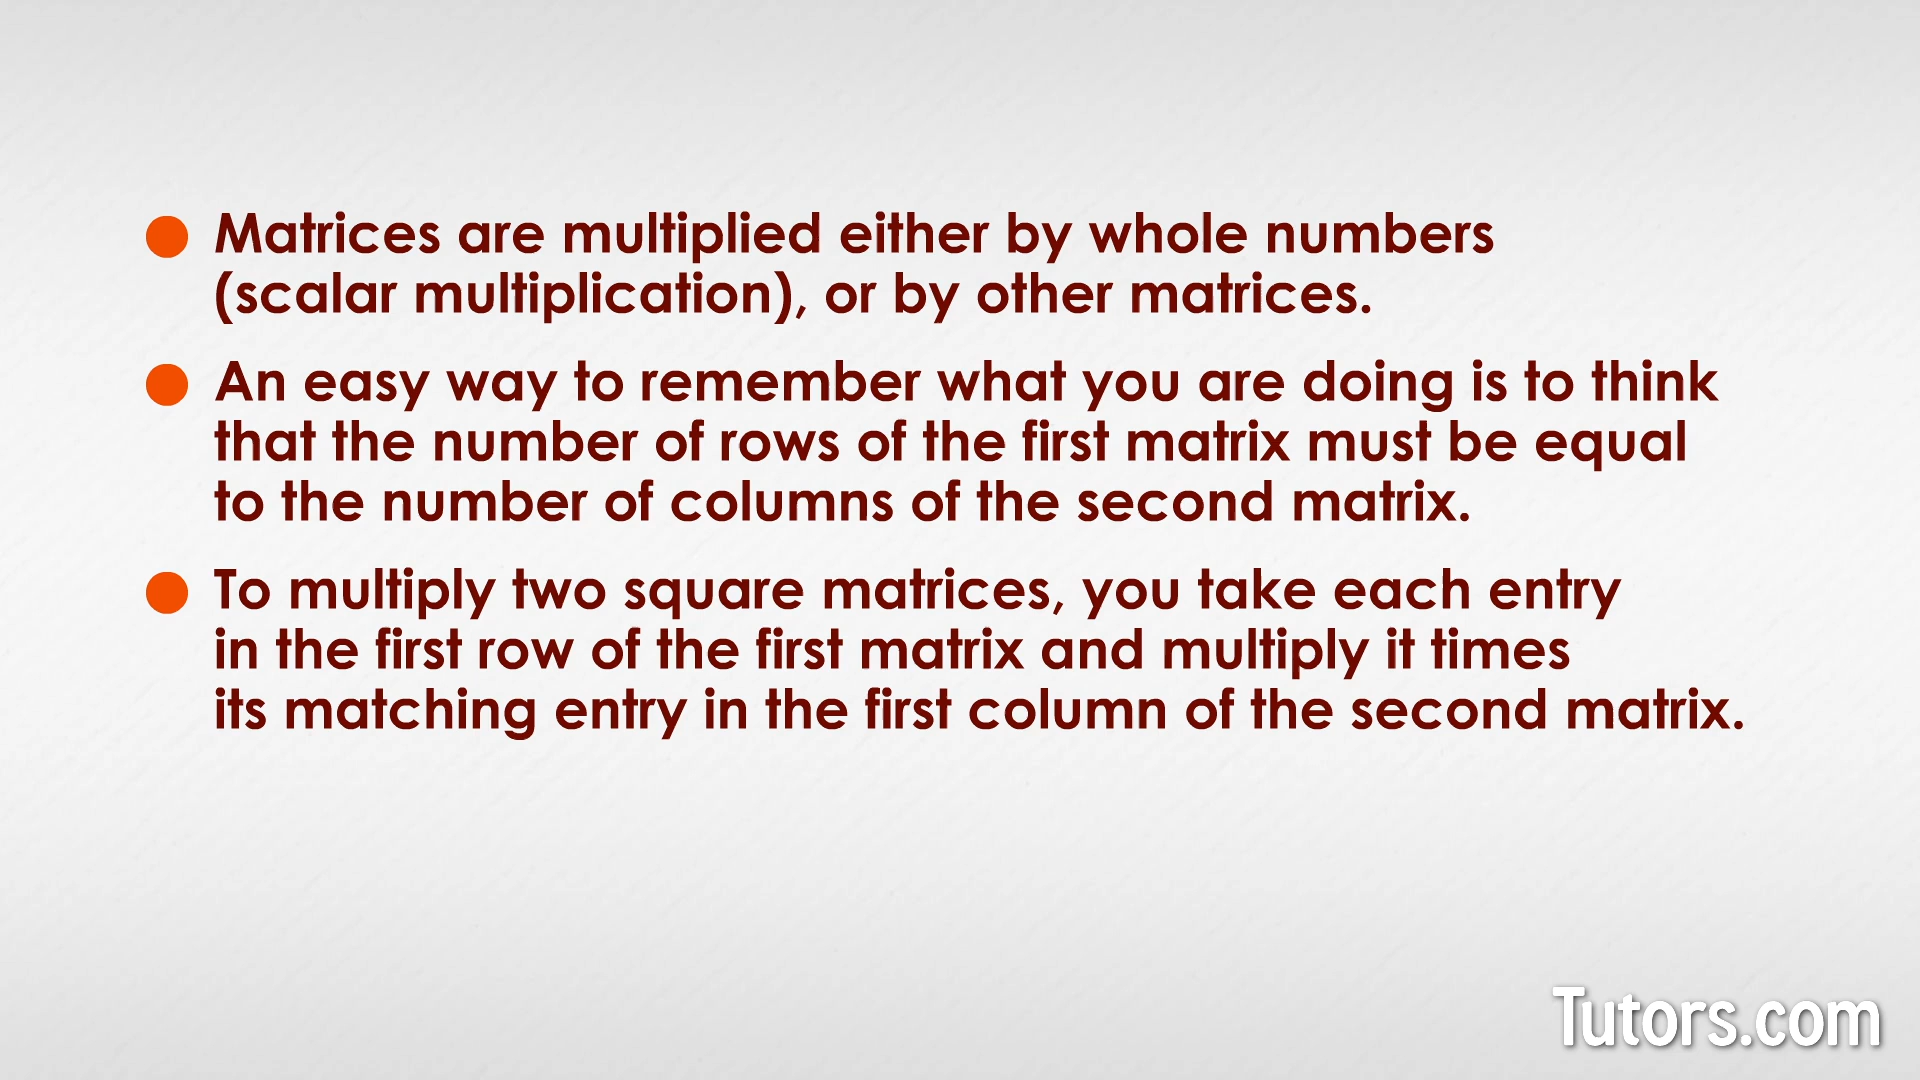 Matrices are multiplied either by whole numbers
(scalar multiplication), or by other matrices.
An easy way to remember what you are doing is to think
that the number of rows of the first matrix must be equal
to the number of columns of the second matrix.
To multiply two square matrices, you take each entry
in the first row of the first matrix and multiply it times
its matching entry in the first column of the second matrix.
Tutors.com